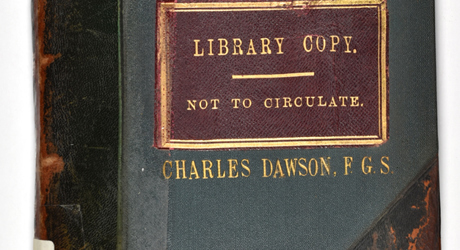 LIBRARY COPY.
NOT TO CIRCULATE.
CHARLES DAWSON, F.G.S.